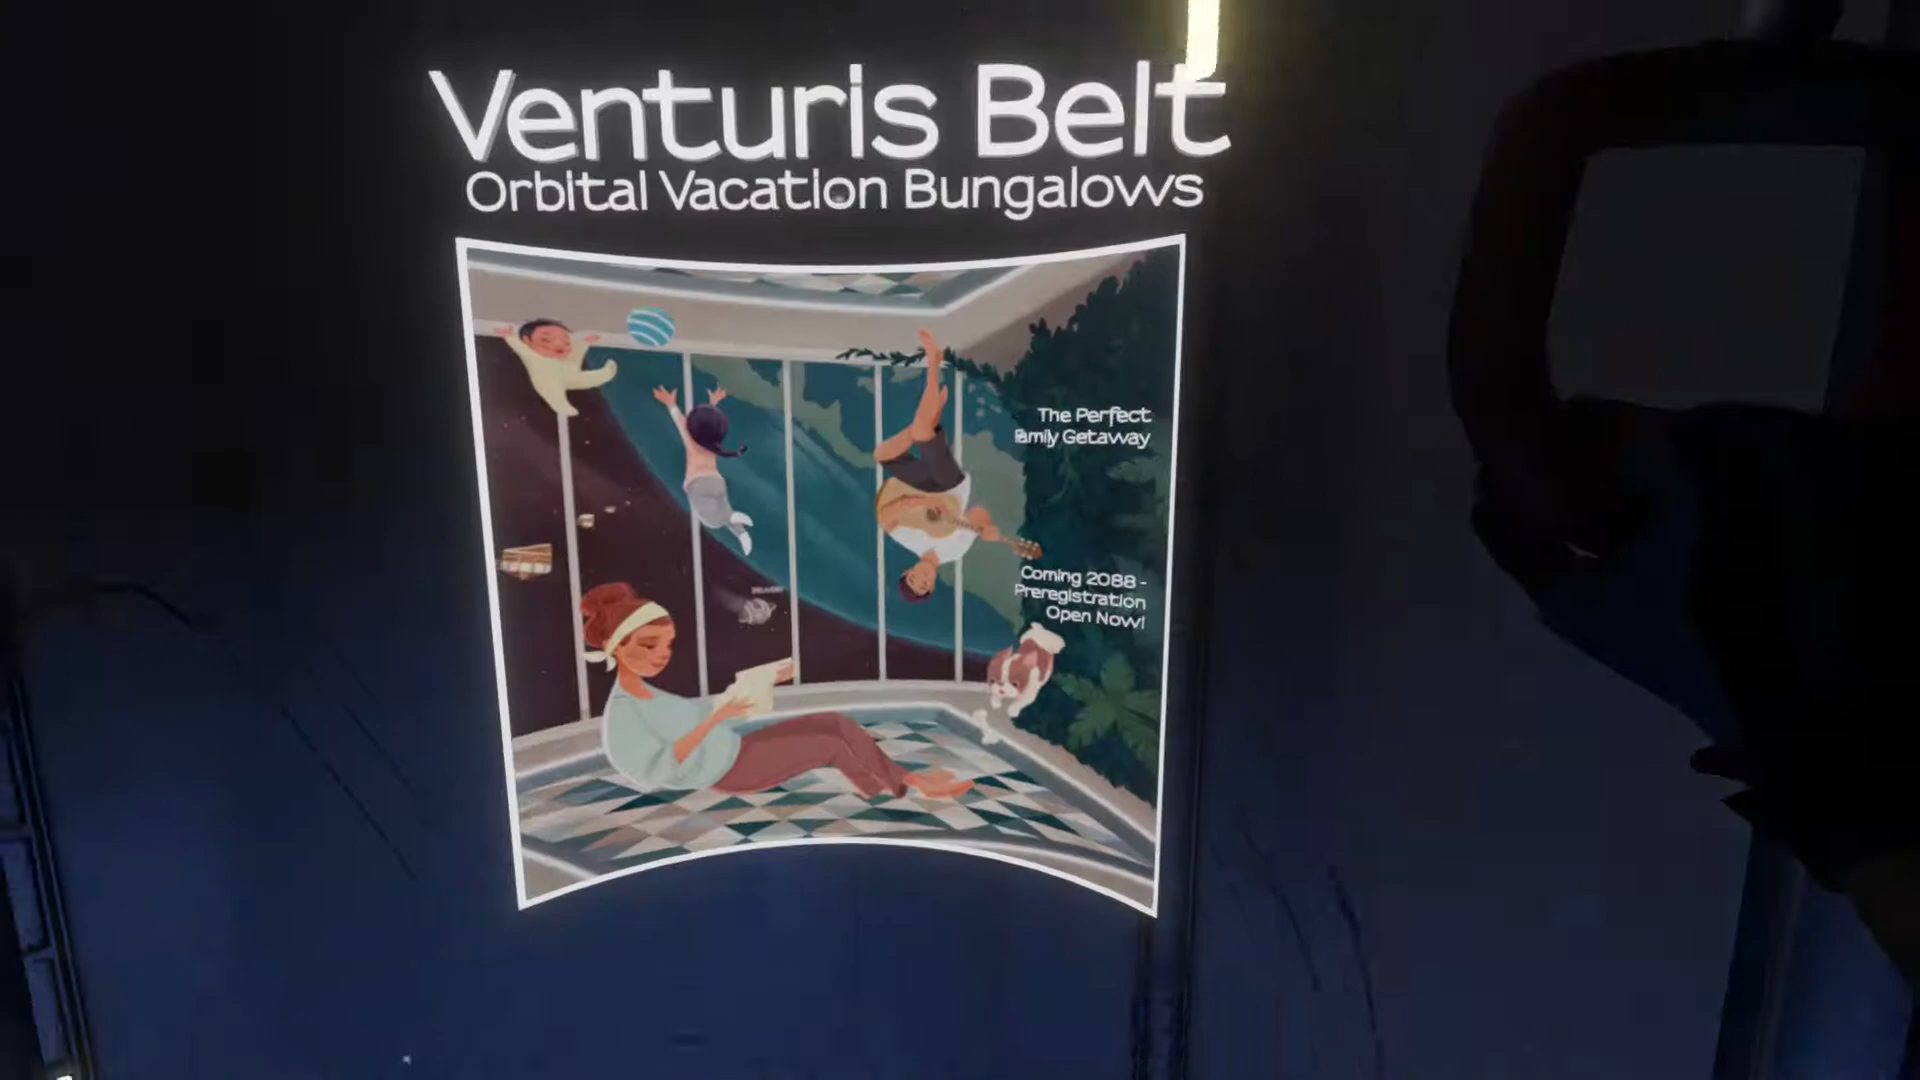 Venturis Belt
Orbital Vacation Bungalows
The Perfect
Family Getaway
Coming 2088 -
Preregistration
Open Now!